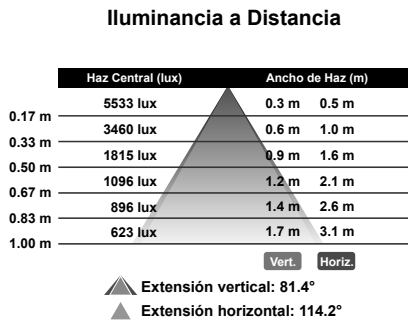 Iluminancia a Distancia
Haz Central (lux) Ancho de Haz (m)
5533 lux 0.3 m 0.5 m
0.17 m
3460 lux 0.6 m 1.0 m
0.33 m
1815 lux 0.9 m 1.6 m
0.50 m
1096 lux 1.2 m 2.1 m
0.67 m
896 lux 1.4 m 2.6 m
0.83 m
623 lux 1.7 m 3.1 m
1.00 m
Vert. Horiz.
Extensión vertical: 81.4°
Extensión horizontal: 114.2°